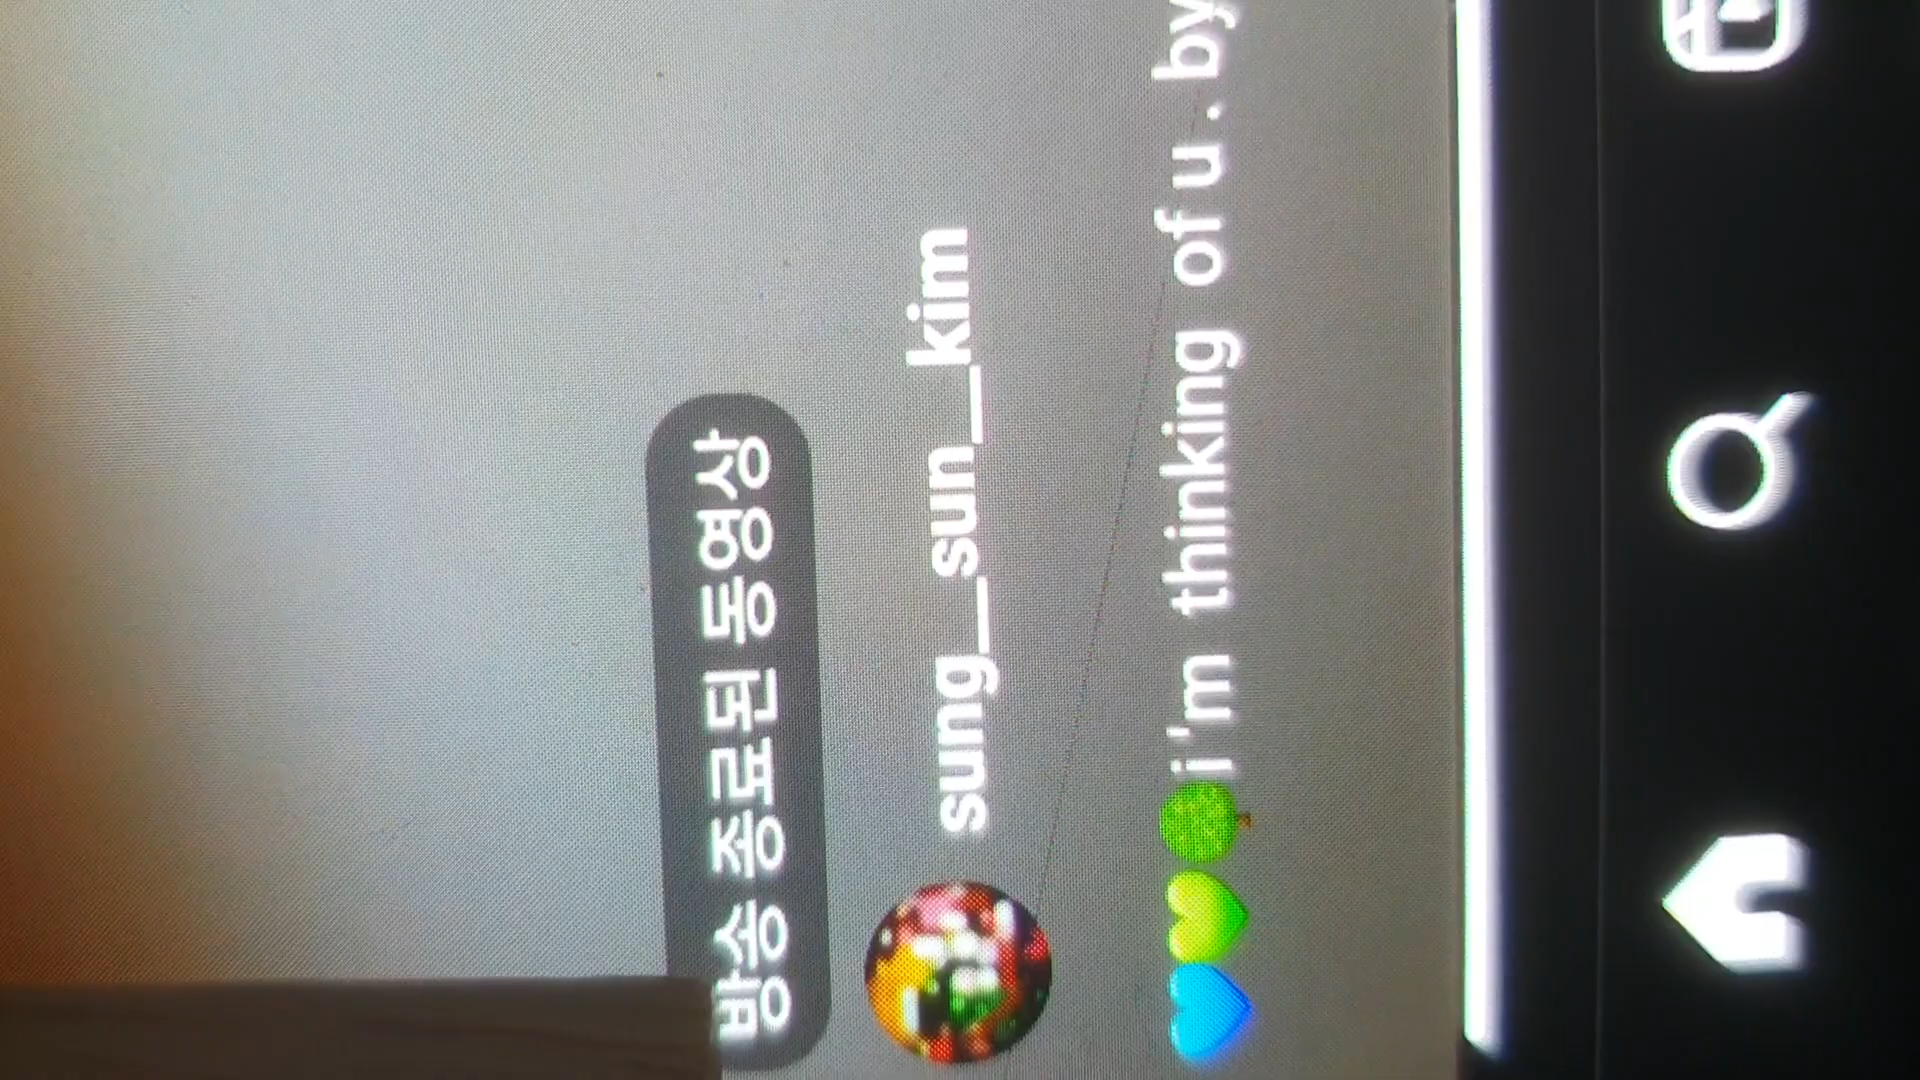 방송 종료된 동영상
sung__sun__kim
💙💚🌳i'm thinking of u . by